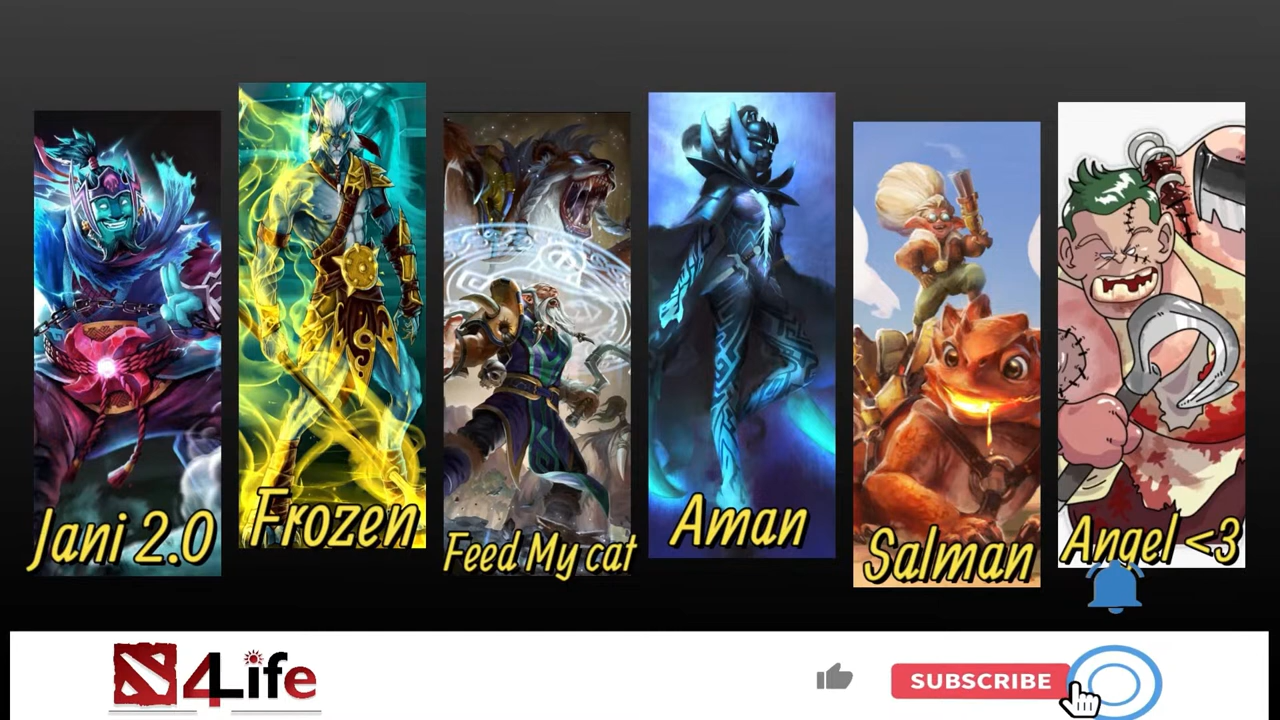 Jani 2.0
Frozen
Feed My cat
Aman
Salman
Angel <3
4Life
SUBSCRIBE